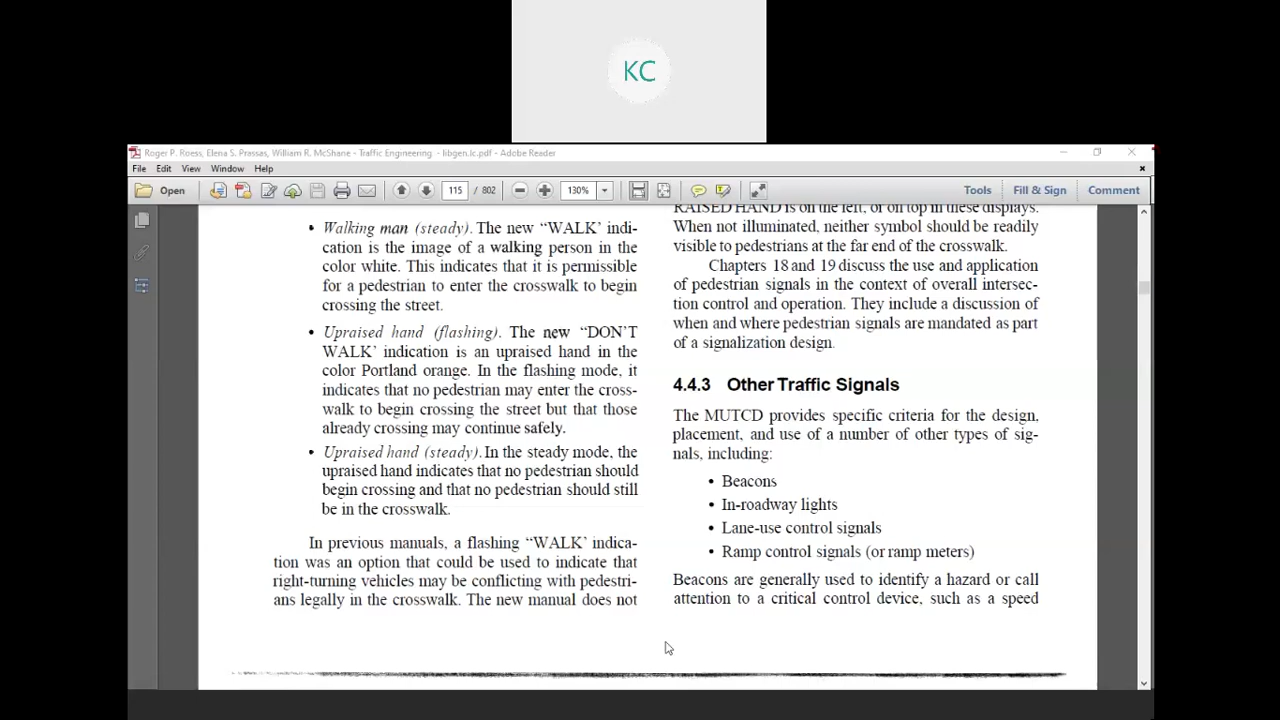 KC
Roger P. Roess, Elena S. Prassas, William R. McShane - Traffic Engineering - libgen.lc.pdf - Adobe Reader
File Edit View Window Help
Open 115 / 802 130% Tools Fill & Sign Comment
• Walking man (steady). The new “WALK’ indi-
cation is the image of a walking person in the
color white. This indicates that it is permissible
for a pedestrian to enter the crosswalk to begin
crossing the street.
• Upraised hand (flashing). The new “DON’T
WALK’ indication is an upraised hand in the
color Portland orange. In the flashing mode, it
indicates that no pedestrian may enter the cross-
walk to begin crossing the street but that those
already crossing may continue safely.
• Upraised hand (steady). In the steady mode, the
upraised hand indicates that no pedestrian should
begin crossing and that no pedestrian should still
be in the crosswalk.
In previous manuals, a flashing “WALK’ indica-
tion was an option that could be used to indicate that
right-turning vehicles may be conflicting with pedestri-
ans legally in the crosswalk. The new manual does not
RAISED HAND is on the left, or on top in these displays.
When not illuminated, neither symbol should be readily
visible to pedestrians at the far end of the crosswalk.
Chapters 18 and 19 discuss the use and application
of pedestrian signals in the context of overall intersec-
tion control and operation. They include a discussion of
when and where pedestrian signals are mandated as part
of a signalization design.
4.4.3 Other Traffic Signals
The MUTCD provides specific criteria for the design,
placement, and use of a number of other types of sig-
nals, including:
• Beacons
• In-roadway lights
• Lane-use control signals
• Ramp control signals (or ramp meters)
Beacons are generally used to identify a hazard or call
attention to a critical control device, such as a speed